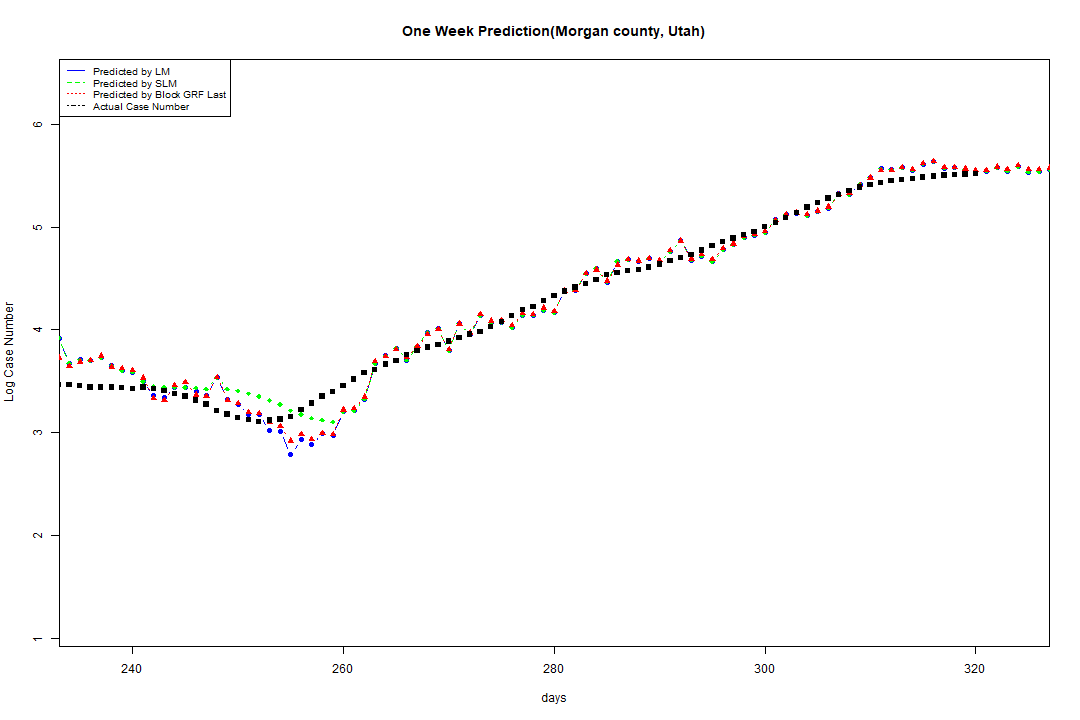 One Week Prediction(Morgan county, Utah)
Predicted by LM
Predicted by SLM
Predicted by Block GRF Last
Actual Case Number
6
5
4
3
2
1
Log Case Number
240 260 280 300 320
days